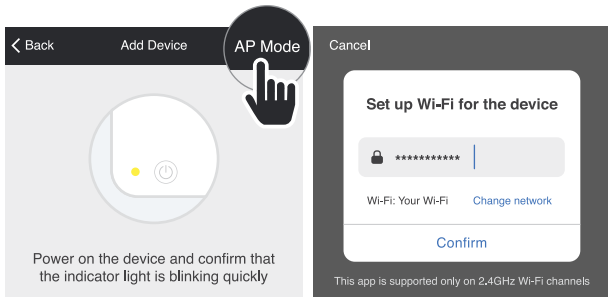 Back
Add Device
AP Mode
Power on the device and confirm that
the indicator light is blinking quickly
Cancel
Set up Wi-Fi for the device
***********
Wi-Fi: Your Wi-Fi
Change network
Confirm
This app is supported only on 2.4GHz Wi-Fi channels